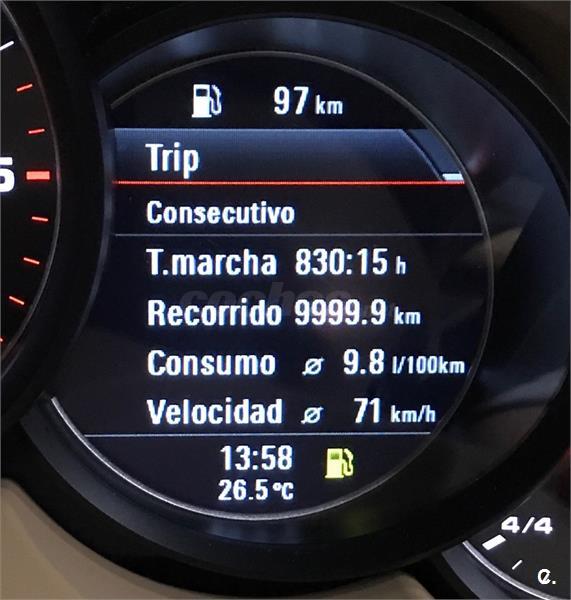 97 km
Trip
5
Consecutivo
T.marcha 830:15 h
Recorrido 9999.9 km
Consumo ⌀ 9.8 l/100km
Velocidad ⌀ 71 km/h
13:58
26.5°C
4/4